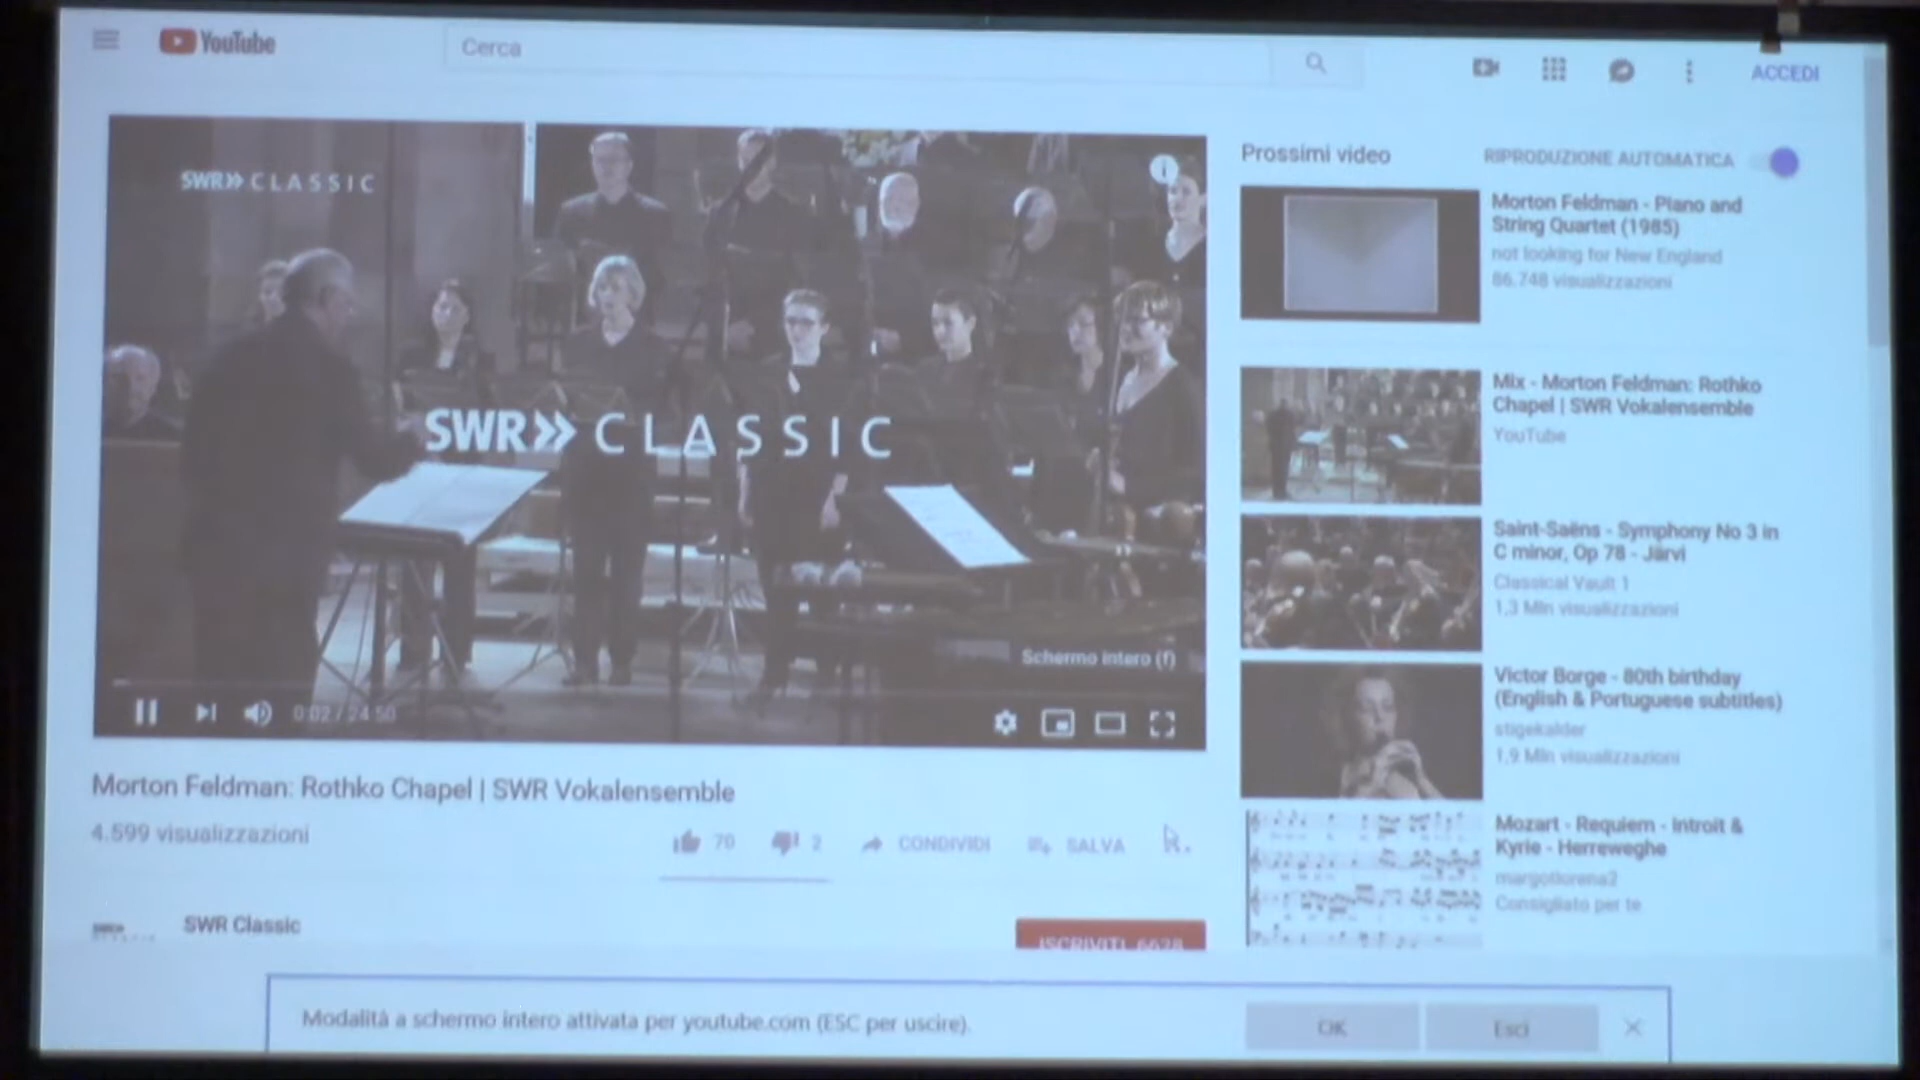 YouTube
Cerca
ACCEDI
SWR» CLASSIC
SWR» CLASSIC
Schermo intero (f)
0:02 / 24:50
Morton Feldman: Rothko Chapel | SWR Vokalensemble
4.599 visualizzazioni
70
2
CONDIVIDI
SALVA
SWR Classic
ISCRIVITI
Prossimi video
RIPRODUZIONE AUTOMATICA
Morton Feldman - Piano and
String Quartet (1985)
not looking for New England
86.748 visualizzazioni
Mix - Morton Feldman: Rothko
Chapel | SWR Vokalensemble
YouTube
Saint-Saëns - Symphony No 3 in
C minor, Op 78 - Järvi
Classical Vault 1
1,3 Mln visualizzazioni
Victor Borge - 80th birthday
(English & Portuguese subtitles)
stigekalder
1,9 Mln visualizzazioni
Mozart - Requiem - Introit &
Kyrie - Herreweghe
Consigliato per te
Modalità a schermo intero attivata per youtube.com (ESC per uscire).
OK
Esci